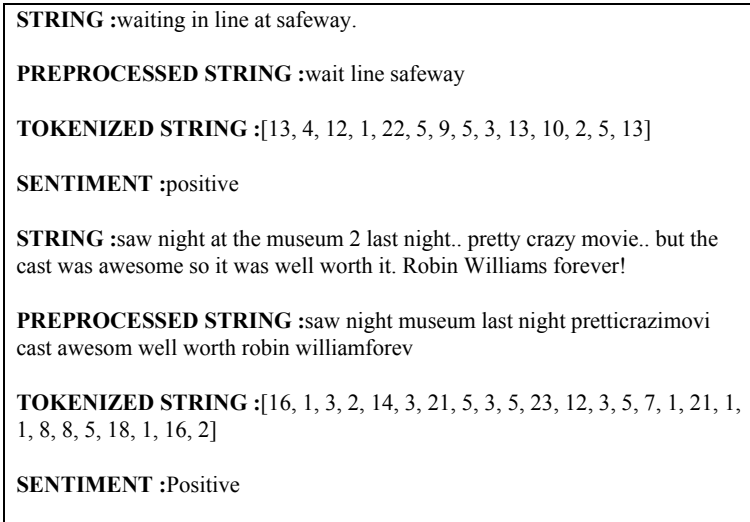 STRING :waiting in line at safeway.
PREPROCESSED STRING :wait line safeway
TOKENIZED STRING :[13, 4, 12, 1, 22, 5, 9, 5, 3, 13, 10, 2, 5, 13]
SENTIMENT :positive
STRING :saw night at the museum 2 last night.. pretty crazy movie.. but the
cast was awesome so it was well worth it. Robin Williams forever!
PREPROCESSED STRING :saw night museum last night pretticrazimovi
cast awesom well worth robin williamforev
TOKENIZED STRING :[16, 1, 3, 2, 14, 3, 21, 5, 3, 5, 23, 12, 3, 5, 7, 1, 21, 1,
1, 8, 8, 5, 18, 1, 16, 2]
SENTIMENT :Positive